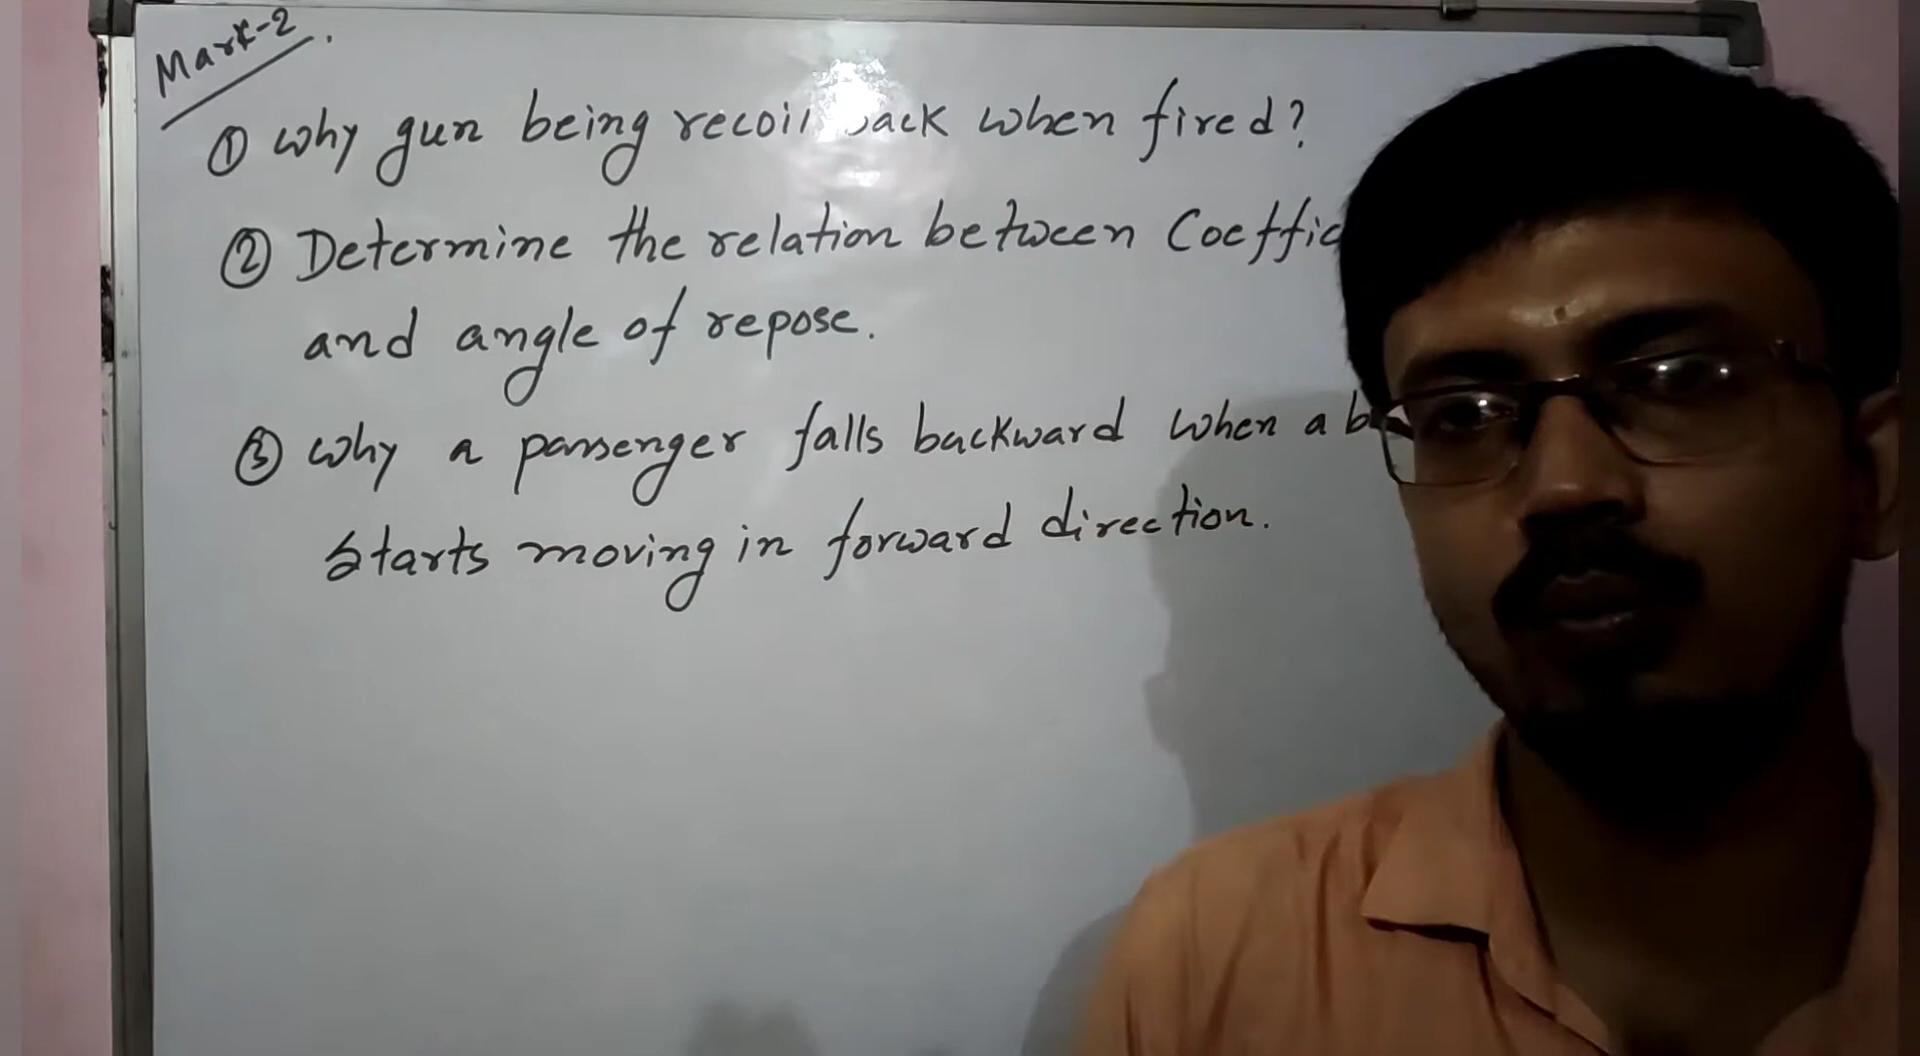 Mark-2.
① Why gun being recoil back when fired?
② Determine the relation between
and angle of repose.
③ Why a passenger falls backward when a
starts moving in forward direction.